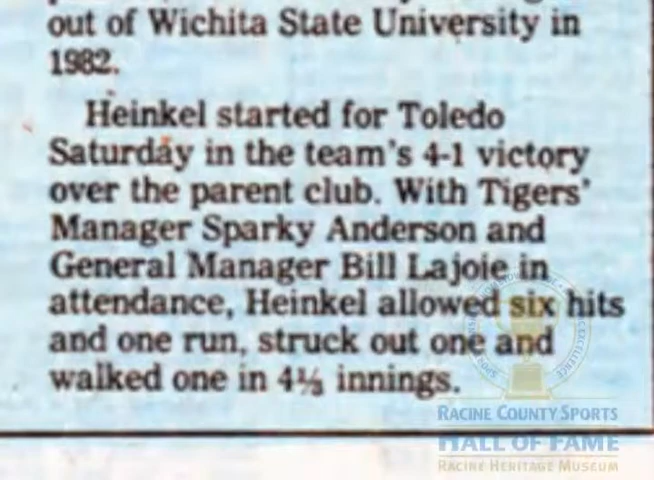 out of Wichita State University in
1982.
Heinkel started for Toledo
Saturday in the team's 4-1 victory
over the parent club. With Tigers'
Manager Sparky Anderson and
General Manager Bill Lajoie in
attendance, Heinkel allowed six hits
and one run, struck out one and
walked one in 4⅓ innings.
RACINE COUNTY SPORTS
HALL OF FAME
RACINE HERITAGE MUSEUM